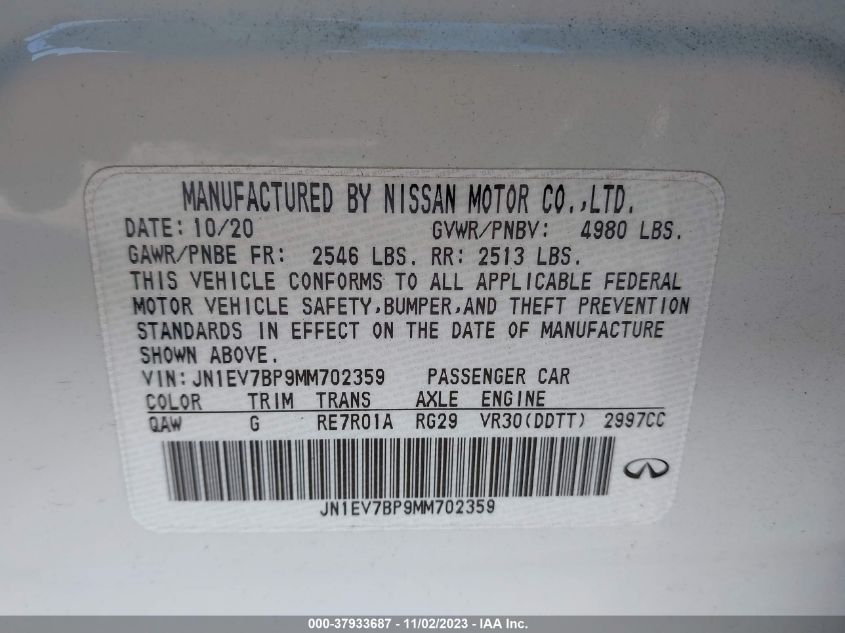 MANUFACTURED BY NISSAN MOTOR CO.,LTD.
DATE: 10/20 GVWR/PNBV: 4980 LBS.
GAWR/PNBE FR: 2546 LBS. RR: 2513 LBS.
THIS VEHICLE CONFORMS TO ALL APPLICABLE FEDERAL
MOTOR VEHICLE SAFETY,BUMPER,AND THEFT PREVENTION
STANDARDS IN EFFECT ON THE DATE OF MANUFACTURE
SHOWN ABOVE.
VIN:JN1EV7BP9MM702359 PASSENGER CAR
COLOR TRIM TRANS AXLE ENGINE
QAW G RE7R01A RG29 VR30(DDTT) 2997CC
JN1EV7BP9MM702359
000-37933687 - 11/02/2023 - IAA Inc.